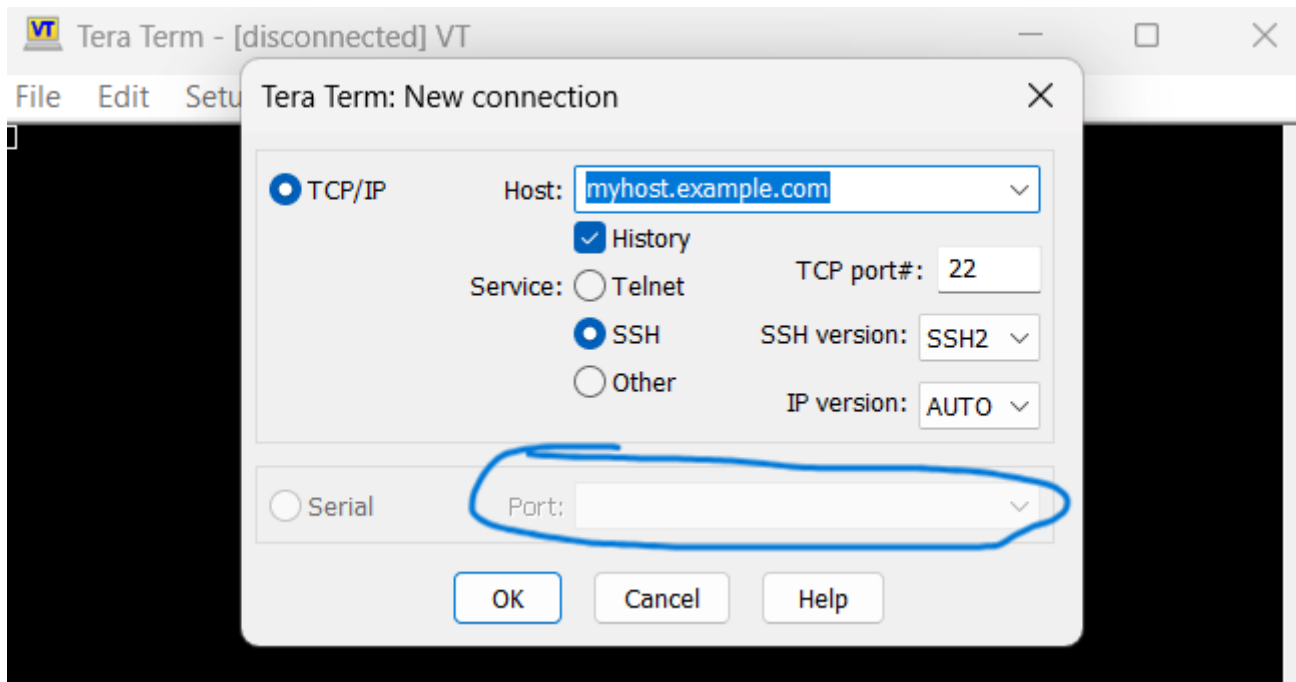 VT Tera Term - [disconnected] VT
File Edit Setu
Tera Term: New connection
TCP/IP Host: myhost.example.com
History
TCP port#: 22
Service: Telnet
SSH SSH version: SSH2
Other
IP version: AUTO
Serial Port:
OK Cancel Help